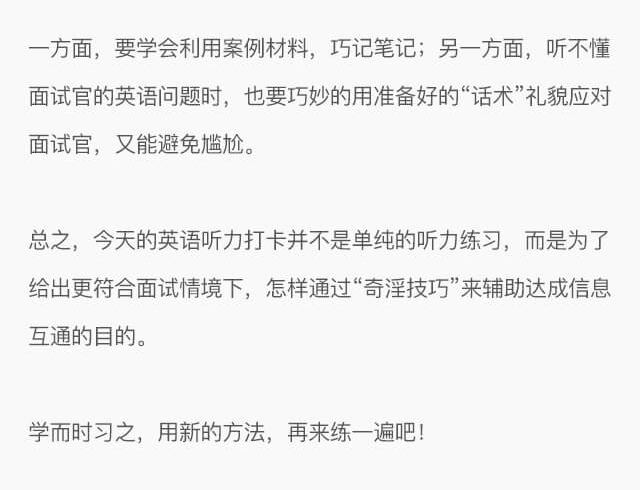 一方面，要学会利用案例材料，巧记笔记；另一方面，听不懂
面试官的英语问题时，也要巧妙的用准备好的“话术”礼貌应对
面试官，又能避免尴尬。
总之，今天的英语听力打卡并不是单纯的听力练习，而是为了
给出更符合面试情境下，怎样通过“奇淫技巧”来辅助达成信息
互通的目的。
学而时习之，用新的方法，再来练一遍吧！